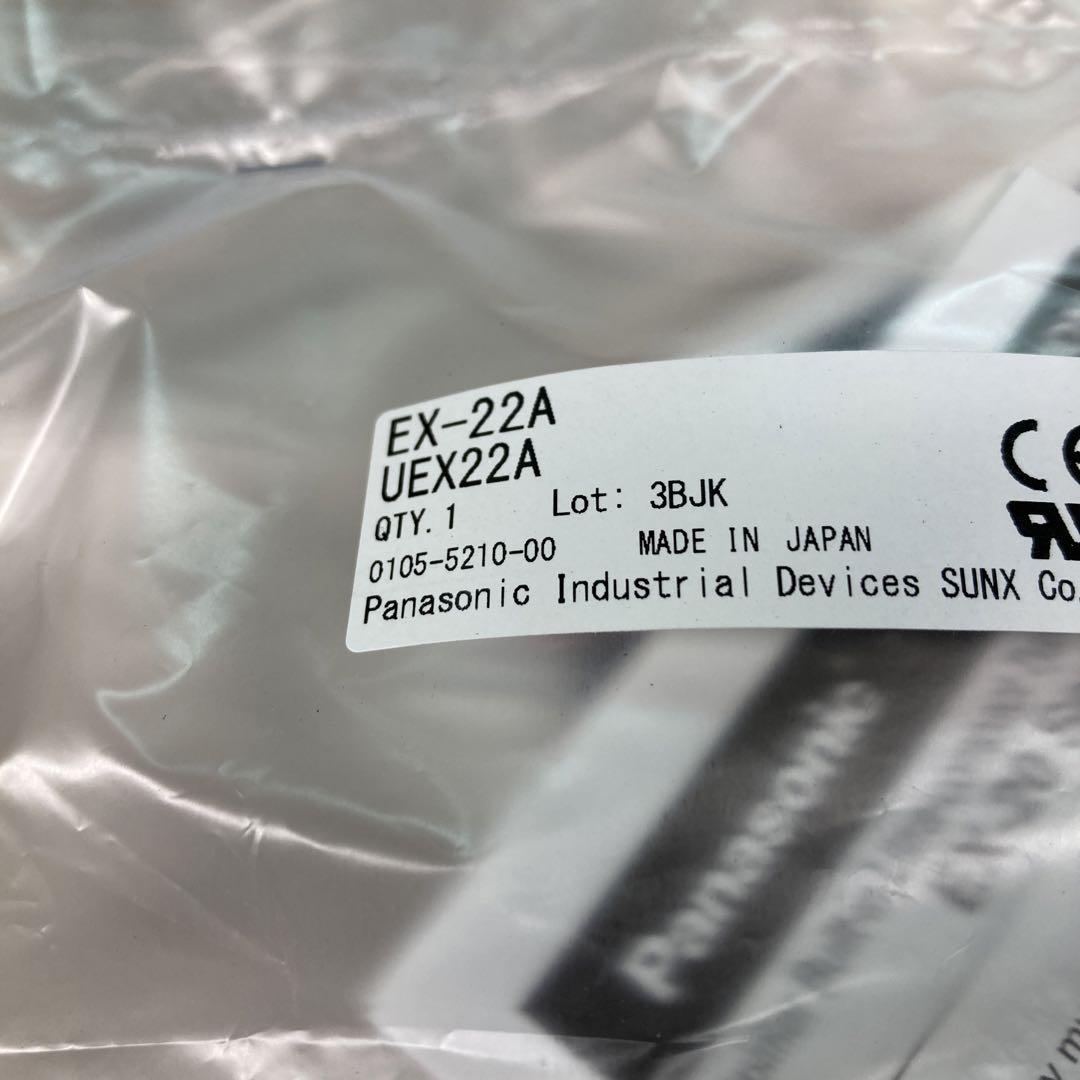 EX-22A
UEX22A
QTY. 1 Lot: 3BJK
0105-5210-00 MADE IN JAPAN
Panasonic Industrial Devices SUNX Co.
CE
Panasonic